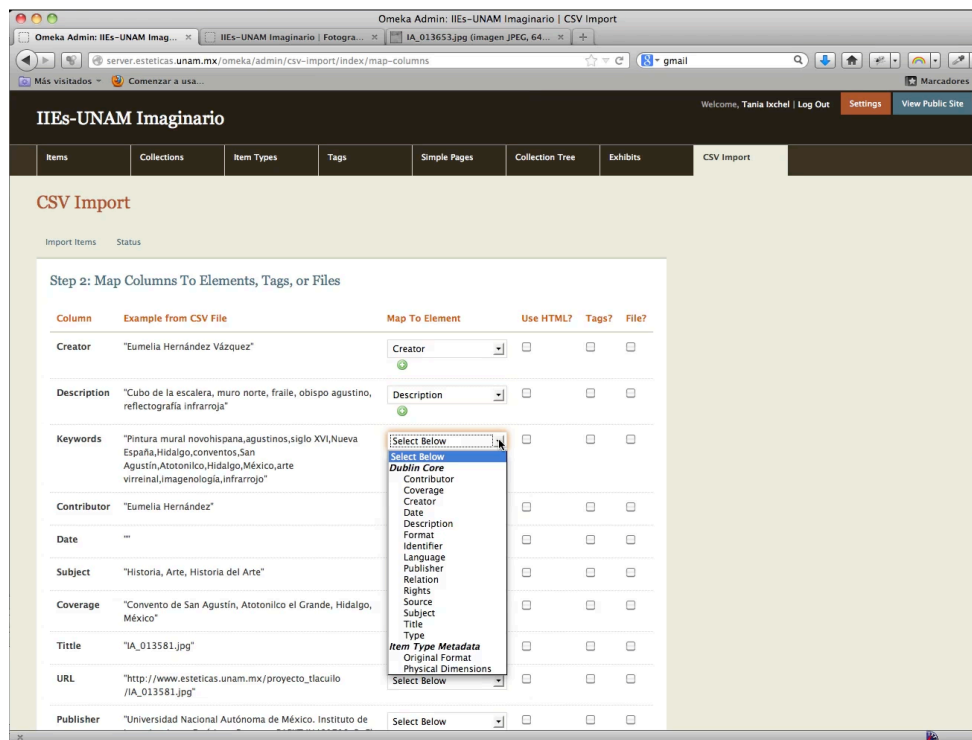 Omeka Admin: IIEs-UNAM Imaginario | CSV Import
Omeka Admin: IIEs-UNAM Imag... × IIEs-UNAM Imaginario | Fotogra... × IA_013653.jpg (imagen JPEG, 64... × +
server.esteticas.unam.mx/omeka/admin/csv-import/index/map-columns gmail
Más visitados Comenzar a usa... Marcadores
Welcome, Tania Ixchel | Log Out Settings View Public Site
IIEs-UNAM Imaginario
Items Collections Item Types Tags Simple Pages Collection Tree Exhibits CSV Import
CSV Import
Import Items Status
Step 2: Map Columns To Elements, Tags, or Files
Column Example from CSV File Map To Element Use HTML? Tags? File?
Creator "Eumelia Hernández Vázquez" Creator
Description "Cubo de la escalera, muro norte, fraile, obispo agustino, Description
reflectografía infrarroja"
Keywords "Pintura mural novohispana,agustinos,siglo XVI,Nueva Select Below
España,Hidalgo,conventos,San
Agustín,Atotonilco,Hidalgo,México,arte
virreinal,imagenología,infrarrojo"
Select Below
Dublin Core
Contributor
Coverage
Creator
Date
Description
Format
Identifier
Language
Publisher
Relation
Rights
Source
Subject
Title
Type
Item Type Metadata
Original Format
Physical Dimensions
Contributor "Eumelia Hernández"
Date ""
Subject "Historia, Arte, Historia del Arte"
Coverage "Convento de San Agustín, Atotonilco el Grande, Hidalgo,
México"
Tittle "IA_013581.jpg"
URL "http://www.esteticas.unam.mx/proyecto_tlacuilo Select Below
/IA_013581.jpg"
Publisher "Universidad Nacional Autónoma de México. Instituto de Select Below